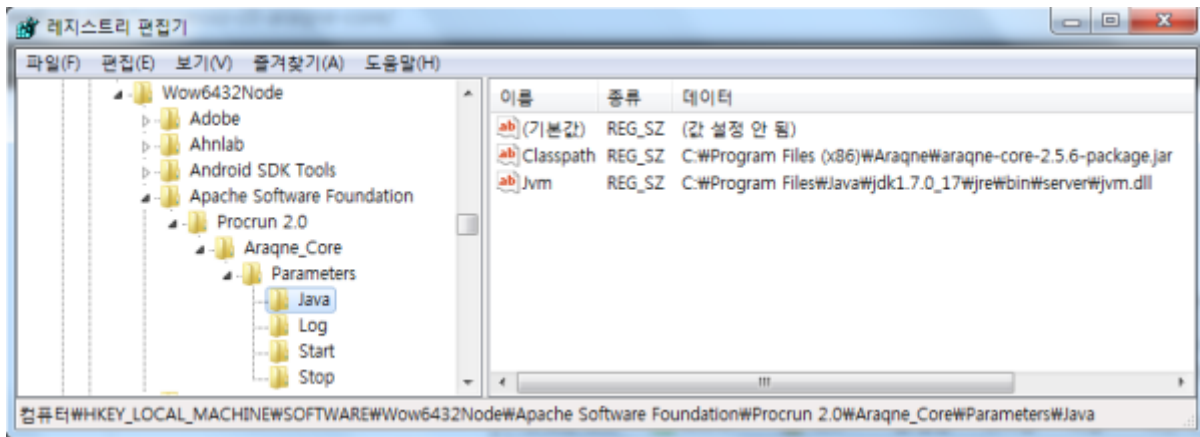 레지스트리 편집기
파일(F) 편집(E) 보기(V) 즐겨찾기(A) 도움말(H)
Wow6432Node
Adobe
Ahnlab
Android SDK Tools
Apache Software Foundation
Procrun 2.0
Araqne_Core
Parameters
Java
Log
Start
Stop
이름 종류 데이터
(기본값) REG_SZ (값 설정 안 됨)
Classpath REG_SZ C:₩Program Files (x86)₩Araqne₩araqne-core-2.5.6-package.jar
Jvm REG_SZ C:₩Program Files₩Java₩jdk1.7.0_17₩jre₩bin₩server₩jvm.dll
컴퓨터₩HKEY_LOCAL_MACHINE₩SOFTWARE₩Wow6432Node₩Apache Software Foundation₩Procrun 2.0₩Araqne_Core₩Parameters₩Java